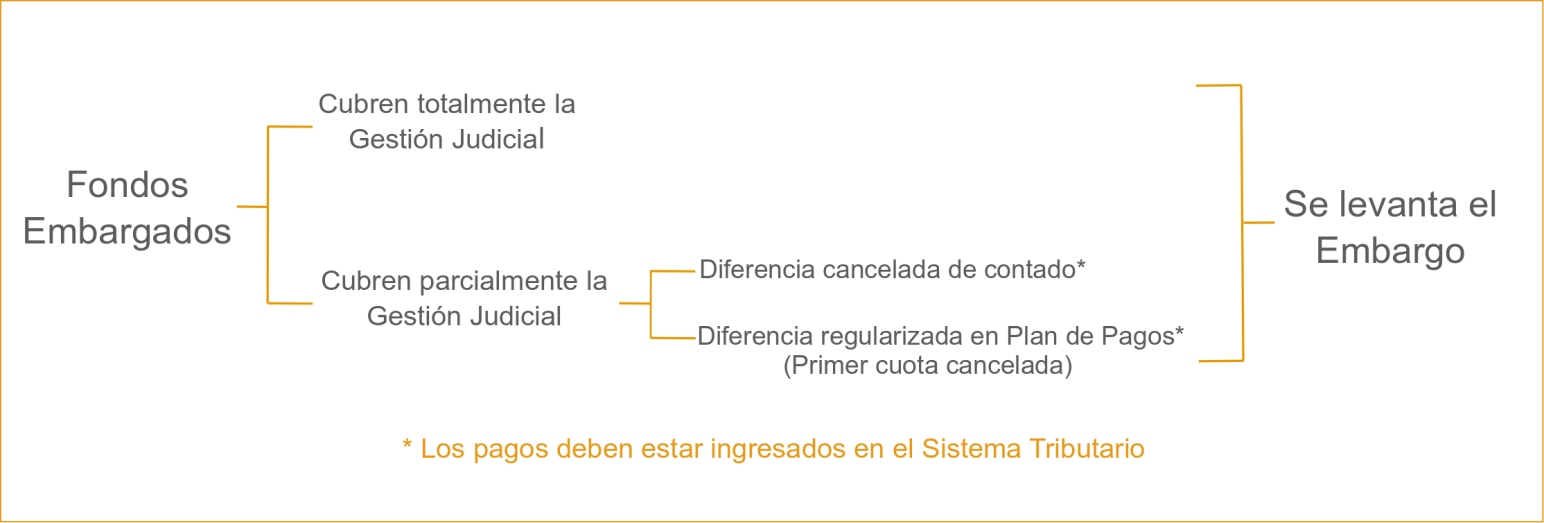 Fondos
Embargados
Cubren totalmente la
Gestión Judicial
Cubren parcialmente la
Gestión Judicial
Diferencia cancelada de contado*
Diferencia regularizada en Plan de Pagos*
(Primer cuota cancelada)
Se levanta el
Embargo
* Los pagos deben estar ingresados en el Sistema Tributario